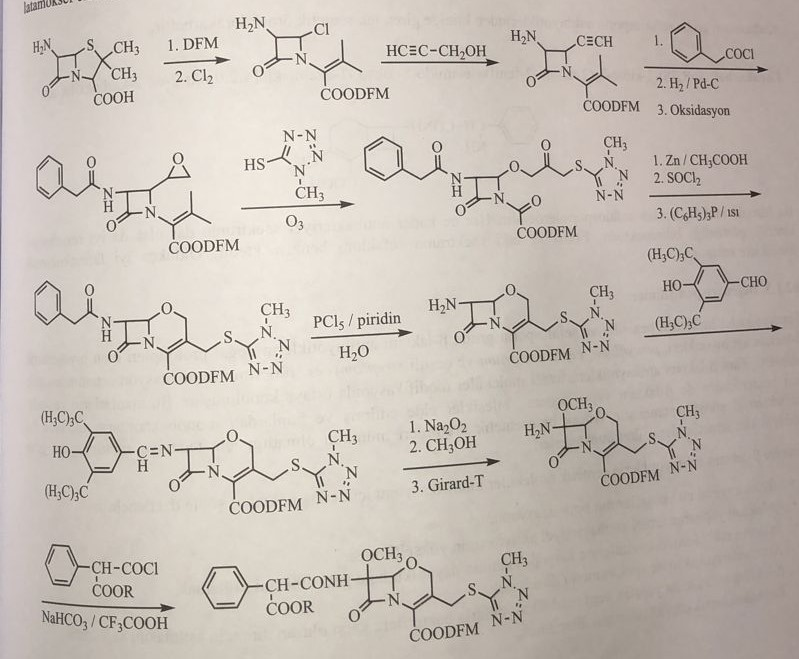 H₂N S CH₃
CH₃
O N
COOH
1. DFM
2. Cl₂
H₂N Cl
O N
COODFM
HC≡C-CH₂OH
H₂N C≡CH
O N
COODFM
1. COCl
2. H₂ / Pd-C
3. Oksidasyon
O N H O
O N
COODFM
HS N-N N N
CH₃
O₃
O N H O O S N CH₃
O N O N N-N
COODFM
1. Zn / CH₃COOH
2. SOCl₂
3. (C₆H₅)₃P / ısı
O N H O S N CH₃
O N N N-N
COODFM
PCl₅ / piridin
H₂O
H₂N O S N CH₃
O N N N-N
COODFM
(H₃C)₃C
HO CHO
(H₃C)₃C
(H₃C)₃C
HO C=N O S N CH₃
H
(H₃C)₃C O N N N-N
COODFM
1. Na₂O₂
2. CH₃OH
3. Girard-T
OCH₃
H₂N O S N CH₃
O N N N-N
COODFM
CH-COCl
COOR
NaHCO₃ / CF₃COOH
OCH₃
CH-CONH O S N CH₃
COOR
O N N N-N
COODFM